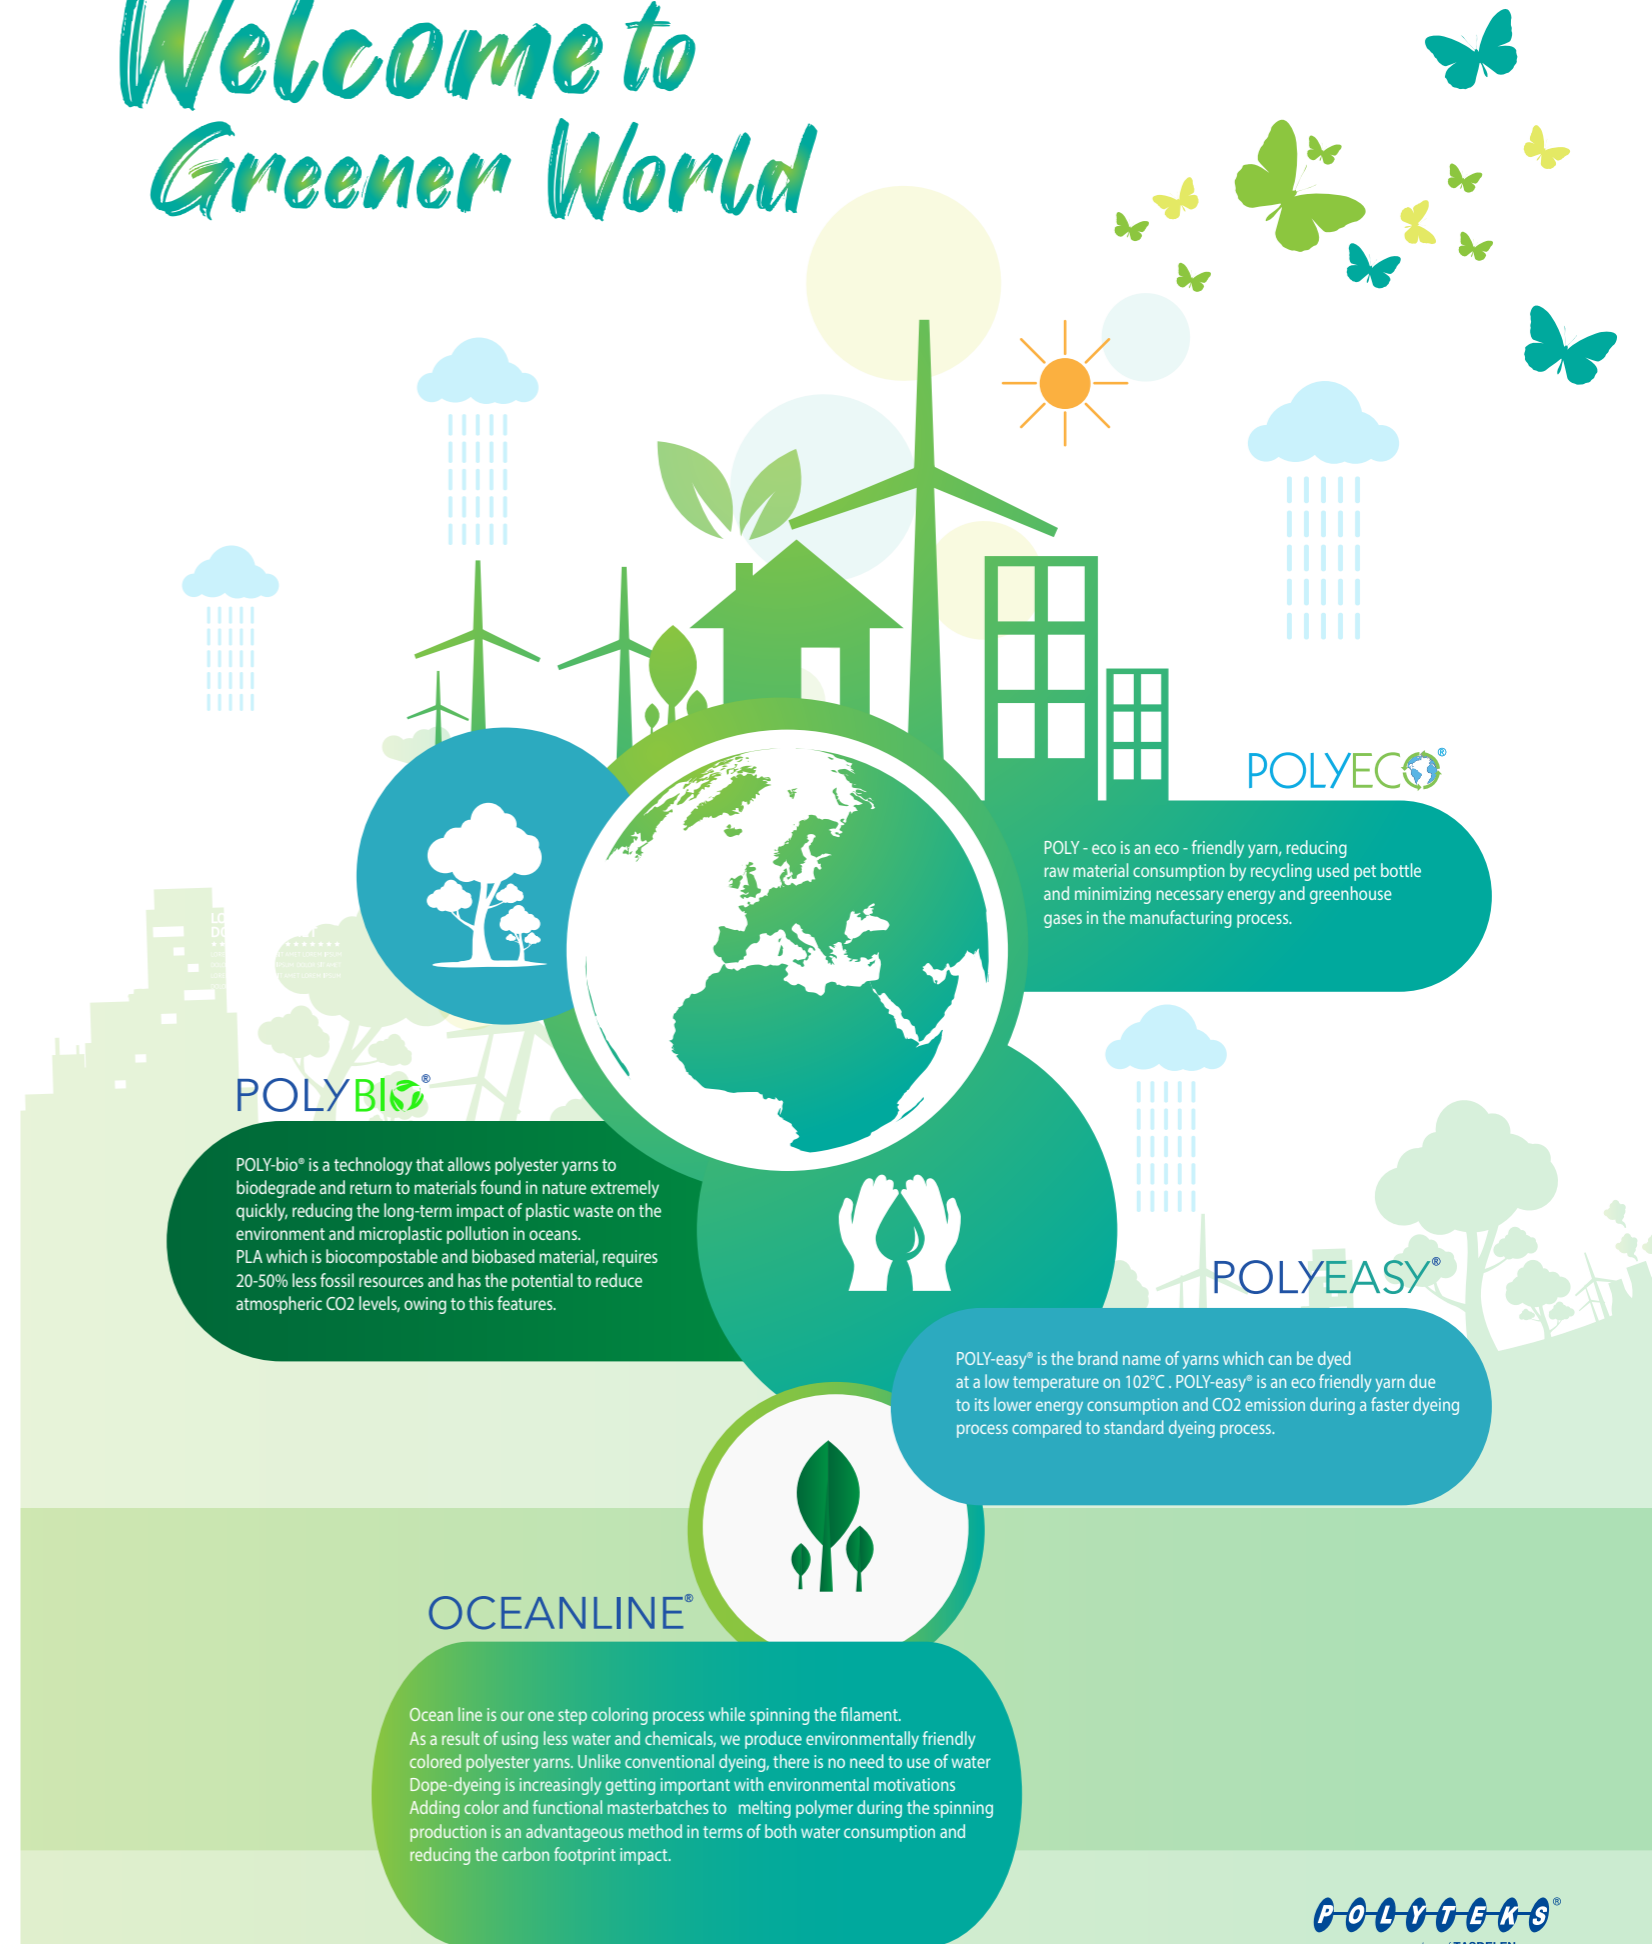 Welcome to
Greener World
POLYECO®
POLY - eco is an eco - friendly yarn, reducing
raw material consumption by recycling used pet bottle
and minimizing necessary energy and greenhouse
gases in the manufacturing process.
POLYBIO®
POLY-bio® is a technology that allows polyester yarns to
biodegrade and return to materials found in nature extremely
quickly, reducing the long-term impact of plastic waste on the
environment and microplastic pollution in oceans.
PLA which is biocompostable and biobased material, requires
20-50% less fossil resources and has the potential to reduce
atmospheric CO2 levels, owing to this features.
POLYEASY®
POLY-easy® is the brand name of yarns which can be dyed
at a low temperature on 102°C . POLY-easy® is an eco friendly yarn due
to its lower energy consumption and CO2 emission during a faster dyeing
process compared to standard dyeing process.
OCEANLINE®
Ocean line is our one step coloring process while spinning the filament.
As a result of using less water and chemicals, we produce environmentally friendly
colored polyester yarns. Unlike conventional dyeing, there is no need to use of water
Dope-dyeing is increasingly getting important with environmental motivations
Adding color and functional masterbatches to melting polymer during the spinning
production is an advantageous method in terms of both water consumption and
reducing the carbon footprint impact.
POLYTEKS®